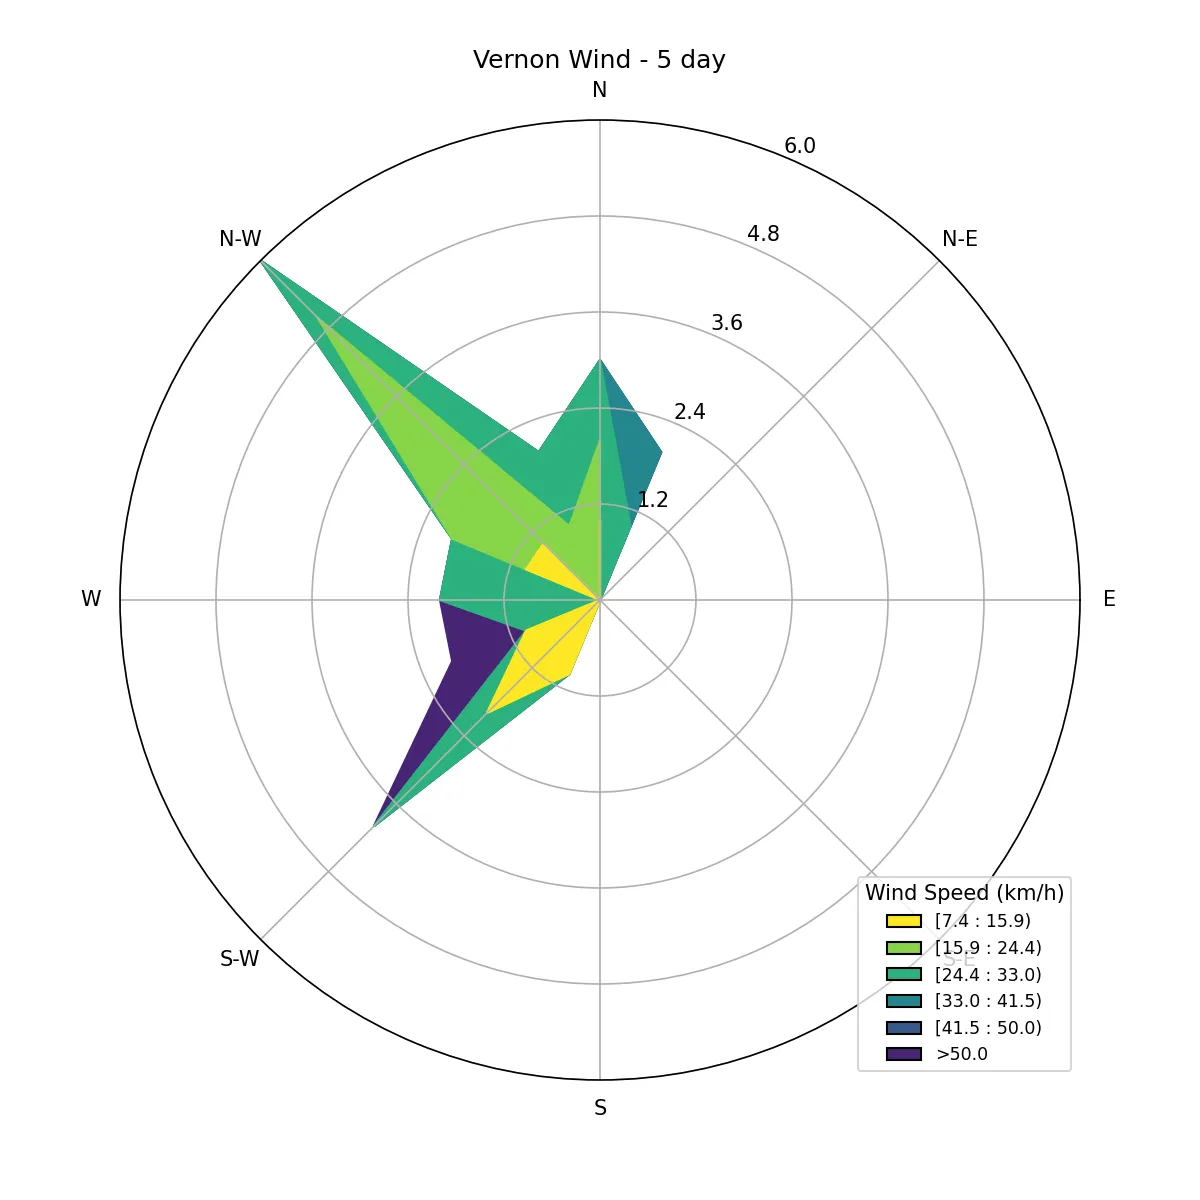 Vernon Wind - 5 day
N
6.0
N-W
N-E
4.8
3.6
2.4
1.2
W
E
S-W
S-E
S
Wind Speed (km/h)
[7.4 : 15.9)
[15.9 : 24.4)
[24.4 : 33.0)
[33.0 : 41.5)
[41.5 : 50.0)
>50.0